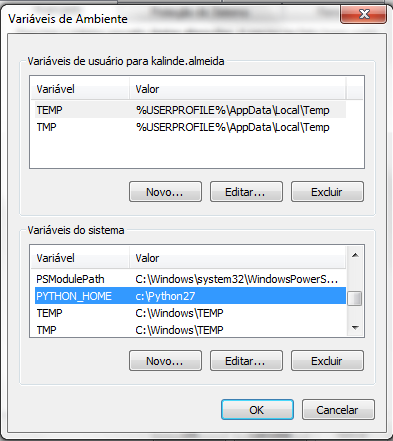 Variáveis de Ambiente
Variáveis de usuário para kalinde.almeida
Variável Valor
TEMP %USERPROFILE%\AppData\Local\Temp
TMP %USERPROFILE%\AppData\Local\Temp
Novo... Editar... Excluir
Variáveis do sistema
Variável Valor
PSModulePath C:\Windows\system32\WindowsPowerS...
PYTHON_HOME c:\Python27
TEMP C:\Windows\TEMP
TMP C:\Windows\TEMP
Novo... Editar... Excluir
OK Cancelar